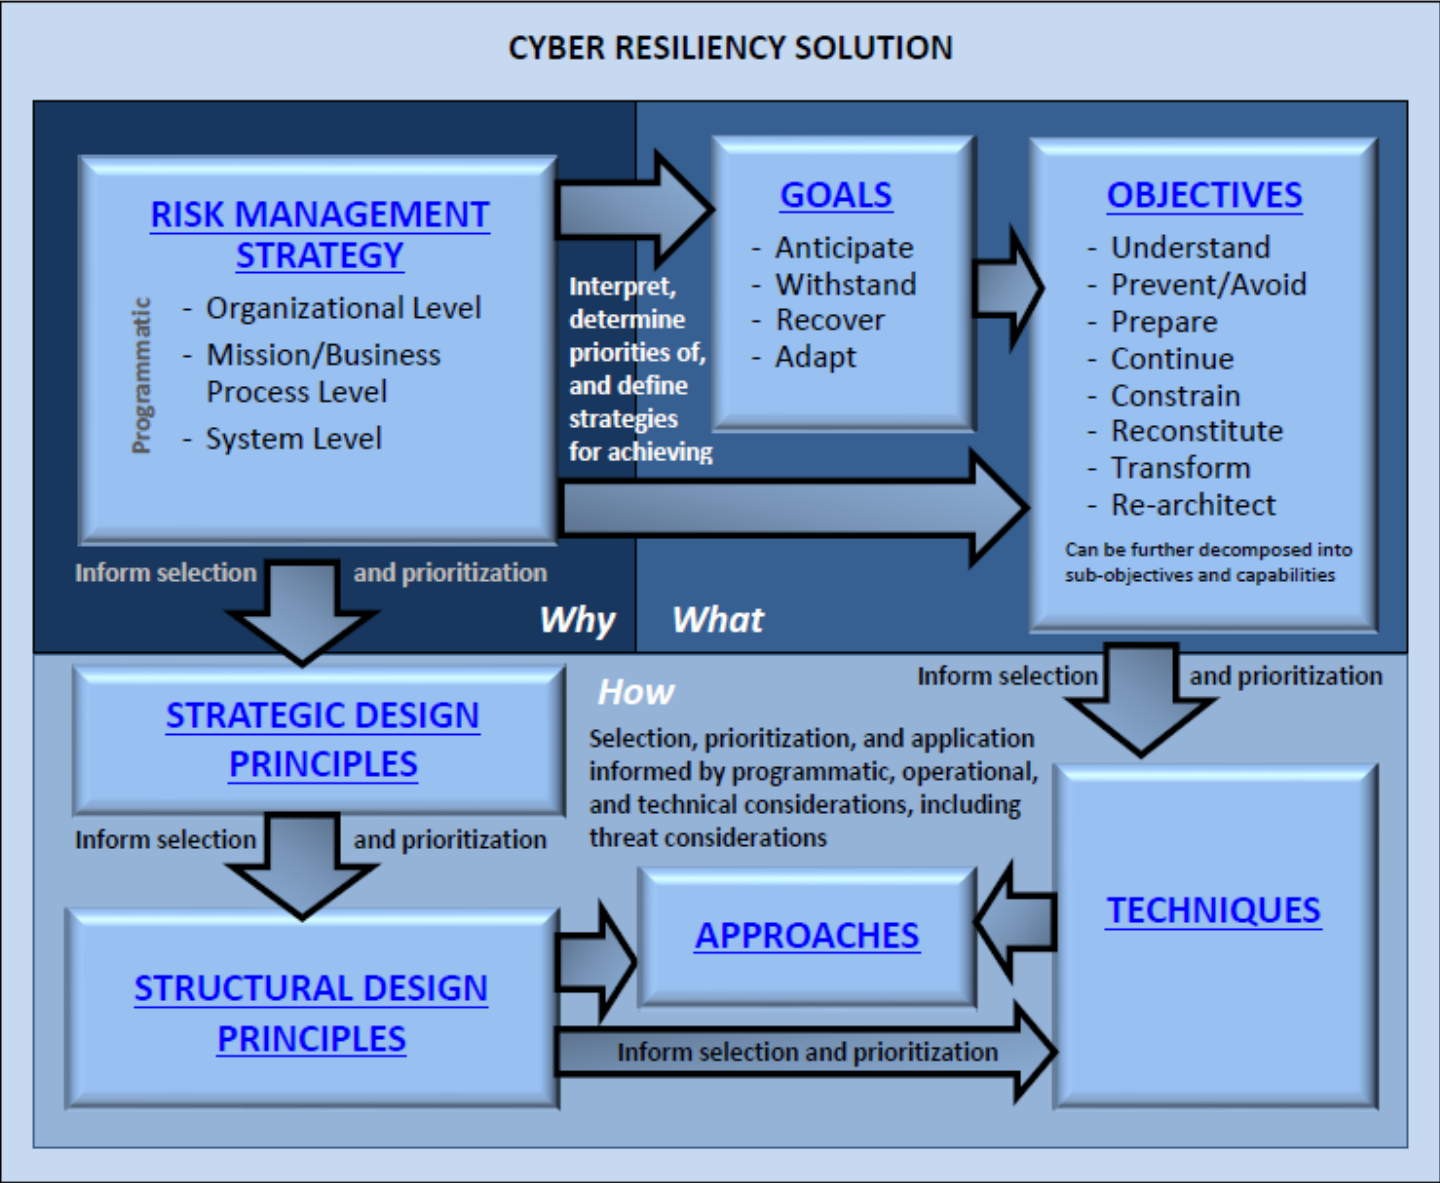 CYBER RESILIENCY SOLUTION
RISK MANAGEMENT
STRATEGY
Programmatic
- Organizational Level
- Mission/Business
Process Level
- System Level
Interpret,
determine
priorities of,
and define
strategies
for achieving
GOALS
- Anticipate
- Withstand
- Recover
- Adapt
OBJECTIVES
- Understand
- Prevent/Avoid
- Prepare
- Continue
- Constrain
- Reconstitute
- Transform
- Re-architect
Can be further decomposed into
sub-objectives and capabilities
Inform selection and prioritization
Why
What
STRATEGIC DESIGN
PRINCIPLES
How
Selection, prioritization, and application
informed by programmatic, operational,
and technical considerations, including
threat considerations
Inform selection and prioritization
Inform selection and prioritization
STRUCTURAL DESIGN
PRINCIPLES
APPROACHES
TECHNIQUES
Inform selection and prioritization